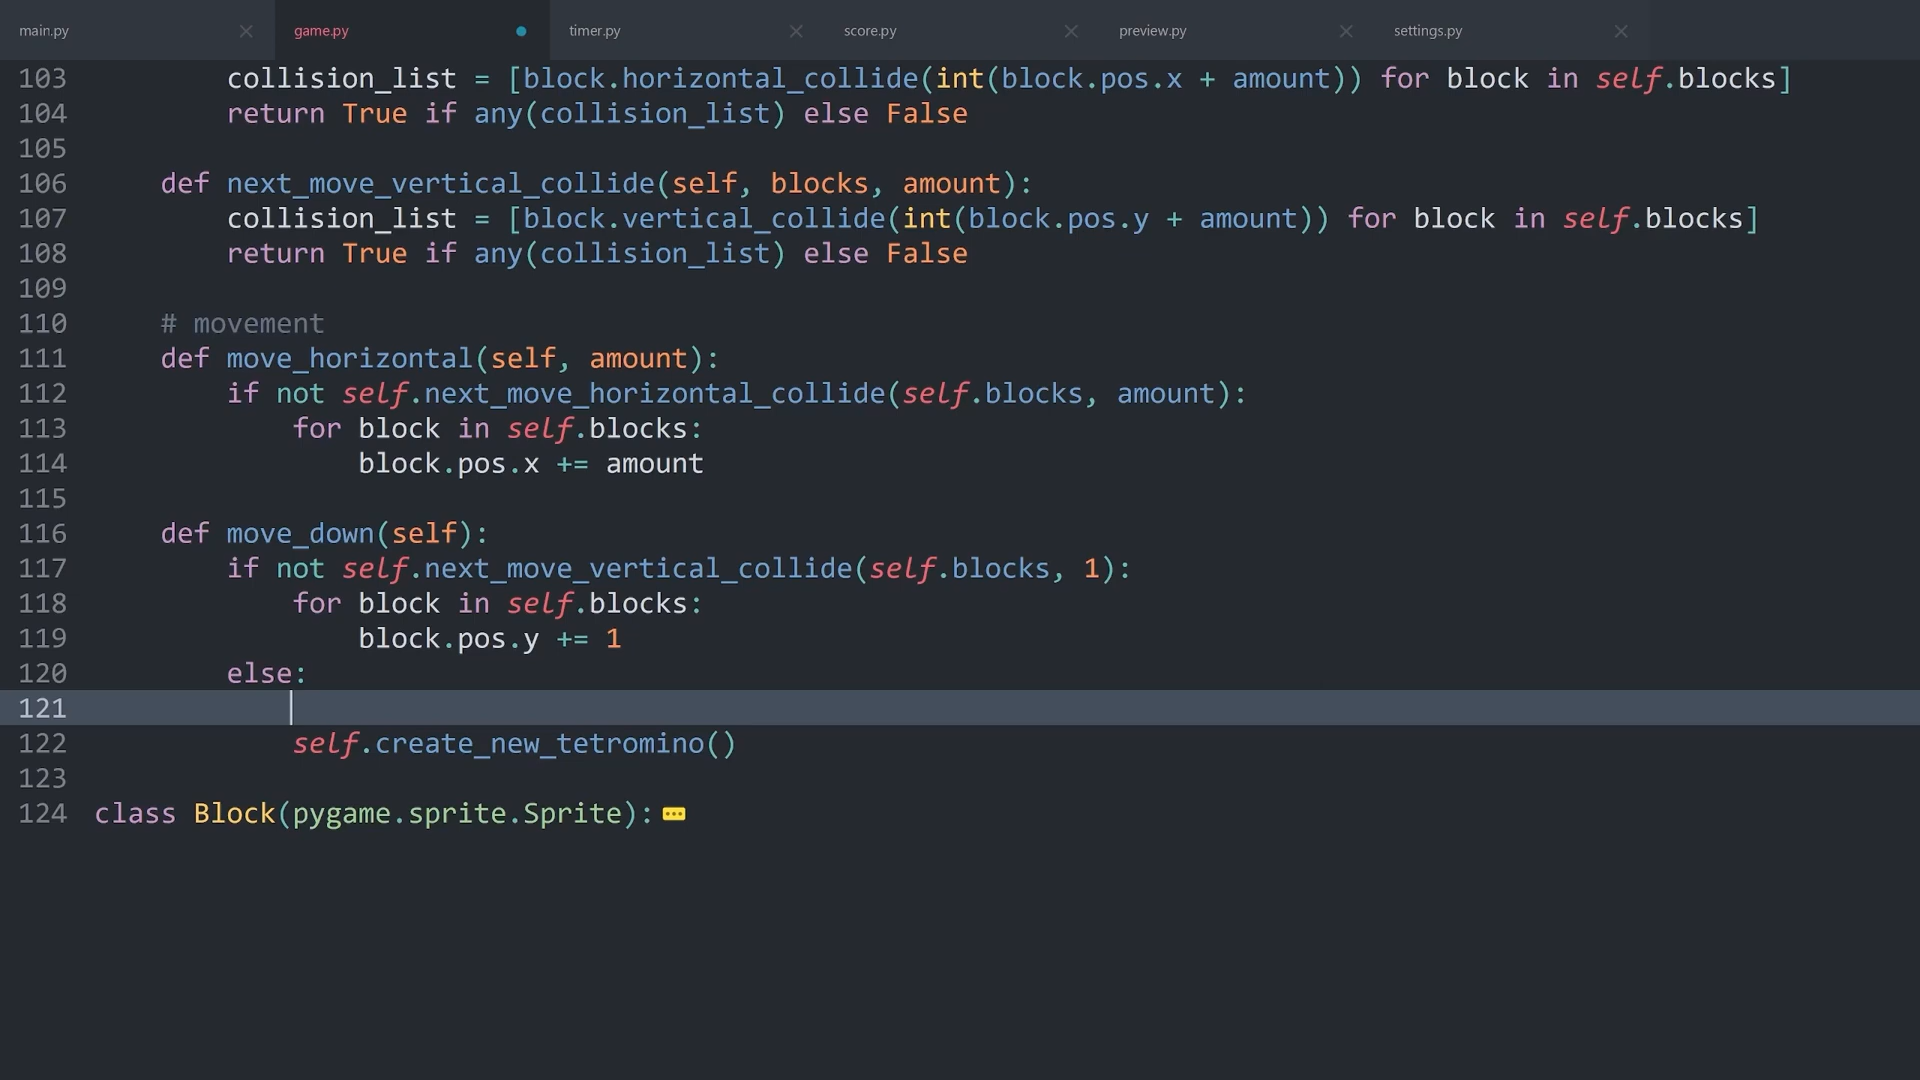 main.py game.py timer.py score.py preview.py settings.py
103 collision_list = [block.horizontal_collide(int(block.pos.x + amount)) for block in self.blocks]
104 return True if any(collision_list) else False
105
106 def next_move_vertical_collide(self, blocks, amount):
107 collision_list = [block.vertical_collide(int(block.pos.y + amount)) for block in self.blocks]
108 return True if any(collision_list) else False
109
110 # movement
111 def move_horizontal(self, amount):
112 if not self.next_move_horizontal_collide(self.blocks, amount):
113 for block in self.blocks:
114 block.pos.x += amount
115
116 def move_down(self):
117 if not self.next_move_vertical_collide(self.blocks, 1):
118 for block in self.blocks:
119 block.pos.y += 1
120 else:
121
122 self.create_new_tetromino()
123
124 class Block(pygame.sprite.Sprite):